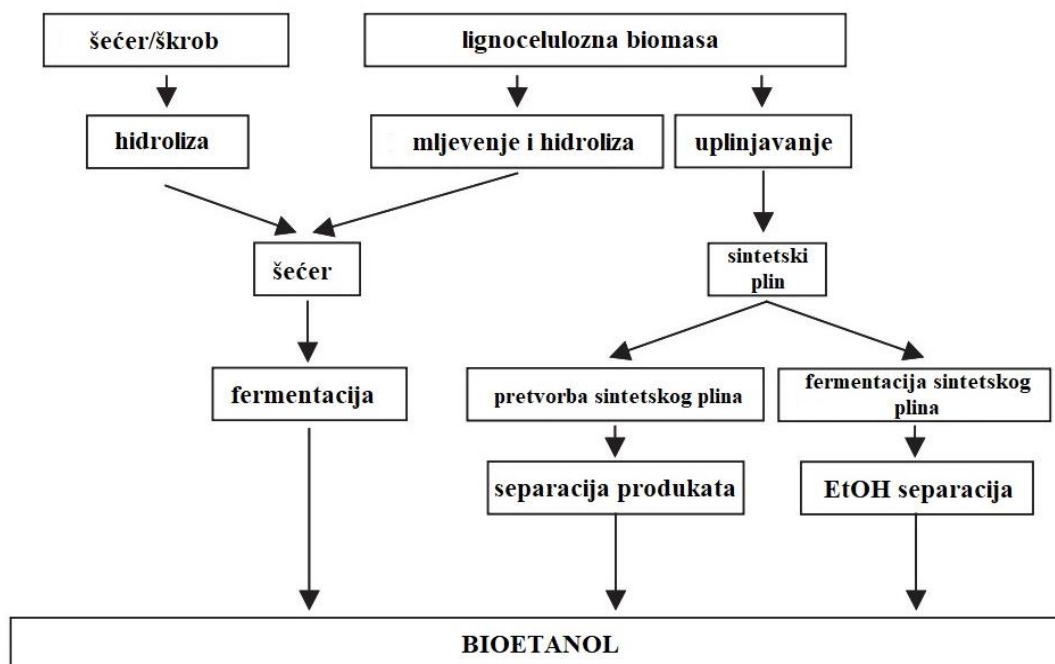 šećer/škrob
lignocelulozna biomasa
hidroliza
mljevenje i hidroliza
uplinjavanje
šećer
sintetski
plin
fermentacija
pretvorba sintetskog plina
fermentacija sintetskog
plina
separacija produkata
EtOH separacija
BIOETANOL